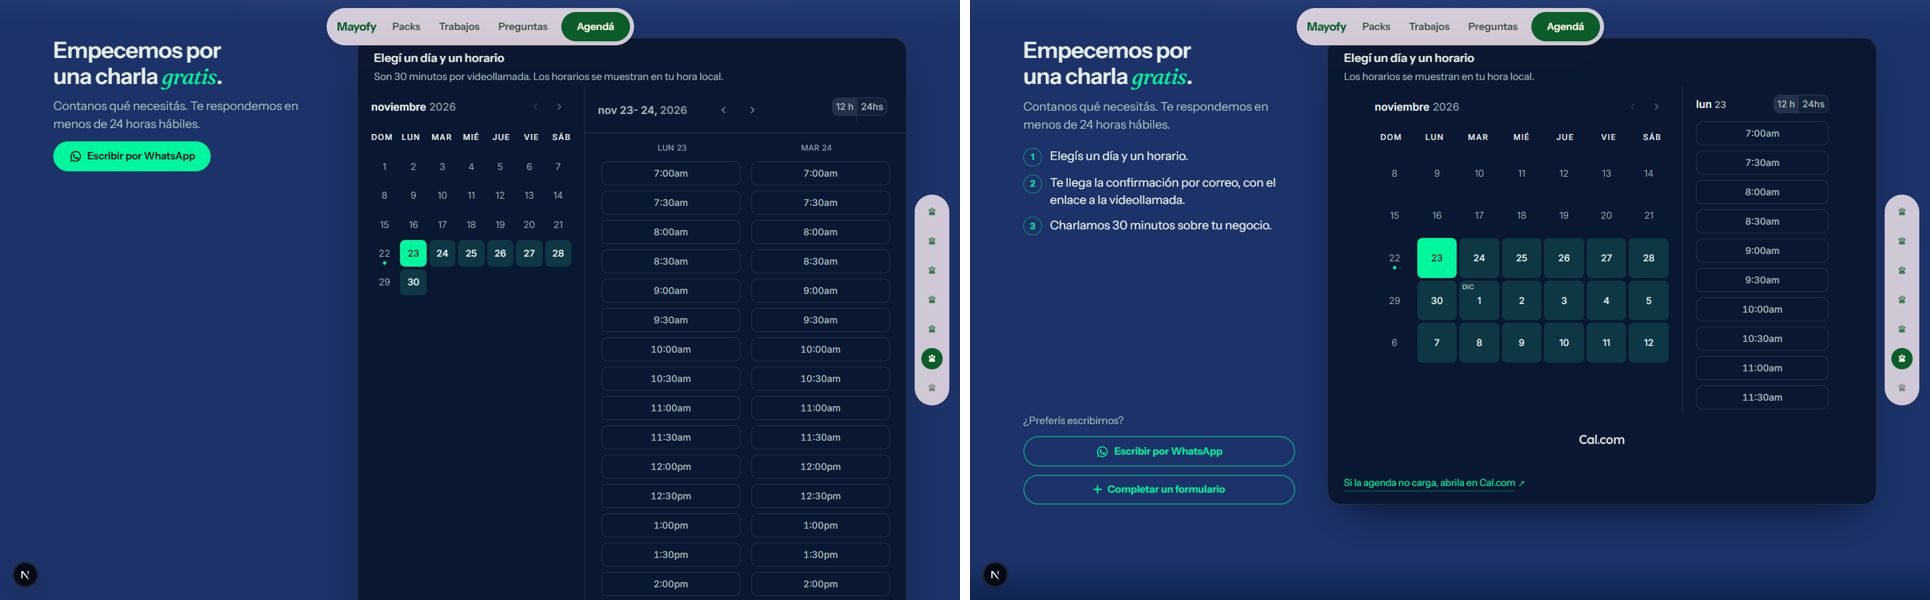 Mayofy Packs Trabajos Preguntas Agendá
Empecemos por
una charla gratis.
Contanos qué necesitás. Te respondemos en
menos de 24 horas hábiles.
Escribir por WhatsApp
Elegí un día y un horario
Son 30 minutos por videollamada. Los horarios se muestran en tu hora local.
noviembre 2026
DOM LUN MAR MIÉ JUE VIE SÁB
1 2 3 4 5 6 7
8 9 10 11 12 13 14
15 16 17 18 19 20 21
22 23 24 25 26 27 28
29 30
nov 23- 24, 2026
12 h 24hs
LUN 23 MAR 24
7:00am 7:00am
7:30am 7:30am
8:00am 8:00am
8:30am 8:30am
9:00am 9:00am
9:30am 9:30am
10:00am 10:00am
10:30am 10:30am
11:00am 11:00am
11:30am 11:30am
12:00pm 12:00pm
12:30pm 12:30pm
1:00pm 1:00pm
1:30pm 1:30pm
2:00pm 2:00pm
N
Mayofy Packs Trabajos Preguntas Agendá
Empecemos por
una charla gratis.
Contanos qué necesitás. Te respondemos en
menos de 24 horas hábiles.
1 Elegís un día y un horario.
2 Te llega la confirmación por correo, con el
enlace a la videollamada.
3 Charlamos 30 minutos sobre tu negocio.
¿Preferís escribirnos?
Escribir por WhatsApp
+ Completar un formulario
Elegí un día y un horario
Los horarios se muestran en tu hora local.
noviembre 2026
DOM LUN MAR MIÉ JUE VIE SÁB
8 9 10 11 12 13 14
15 16 17 18 19 20 21
22 23 24 25 26 27 28
DIC
29 30 1 2 3 4 5
6 7 8 9 10 11 12
lun 23
12 h 24hs
7:00am
7:30am
8:00am
8:30am
9:00am
9:30am
10:00am
10:30am
11:00am
11:30am
Cal.com
Si la agenda no carga, abrila en Cal.com ↗
N